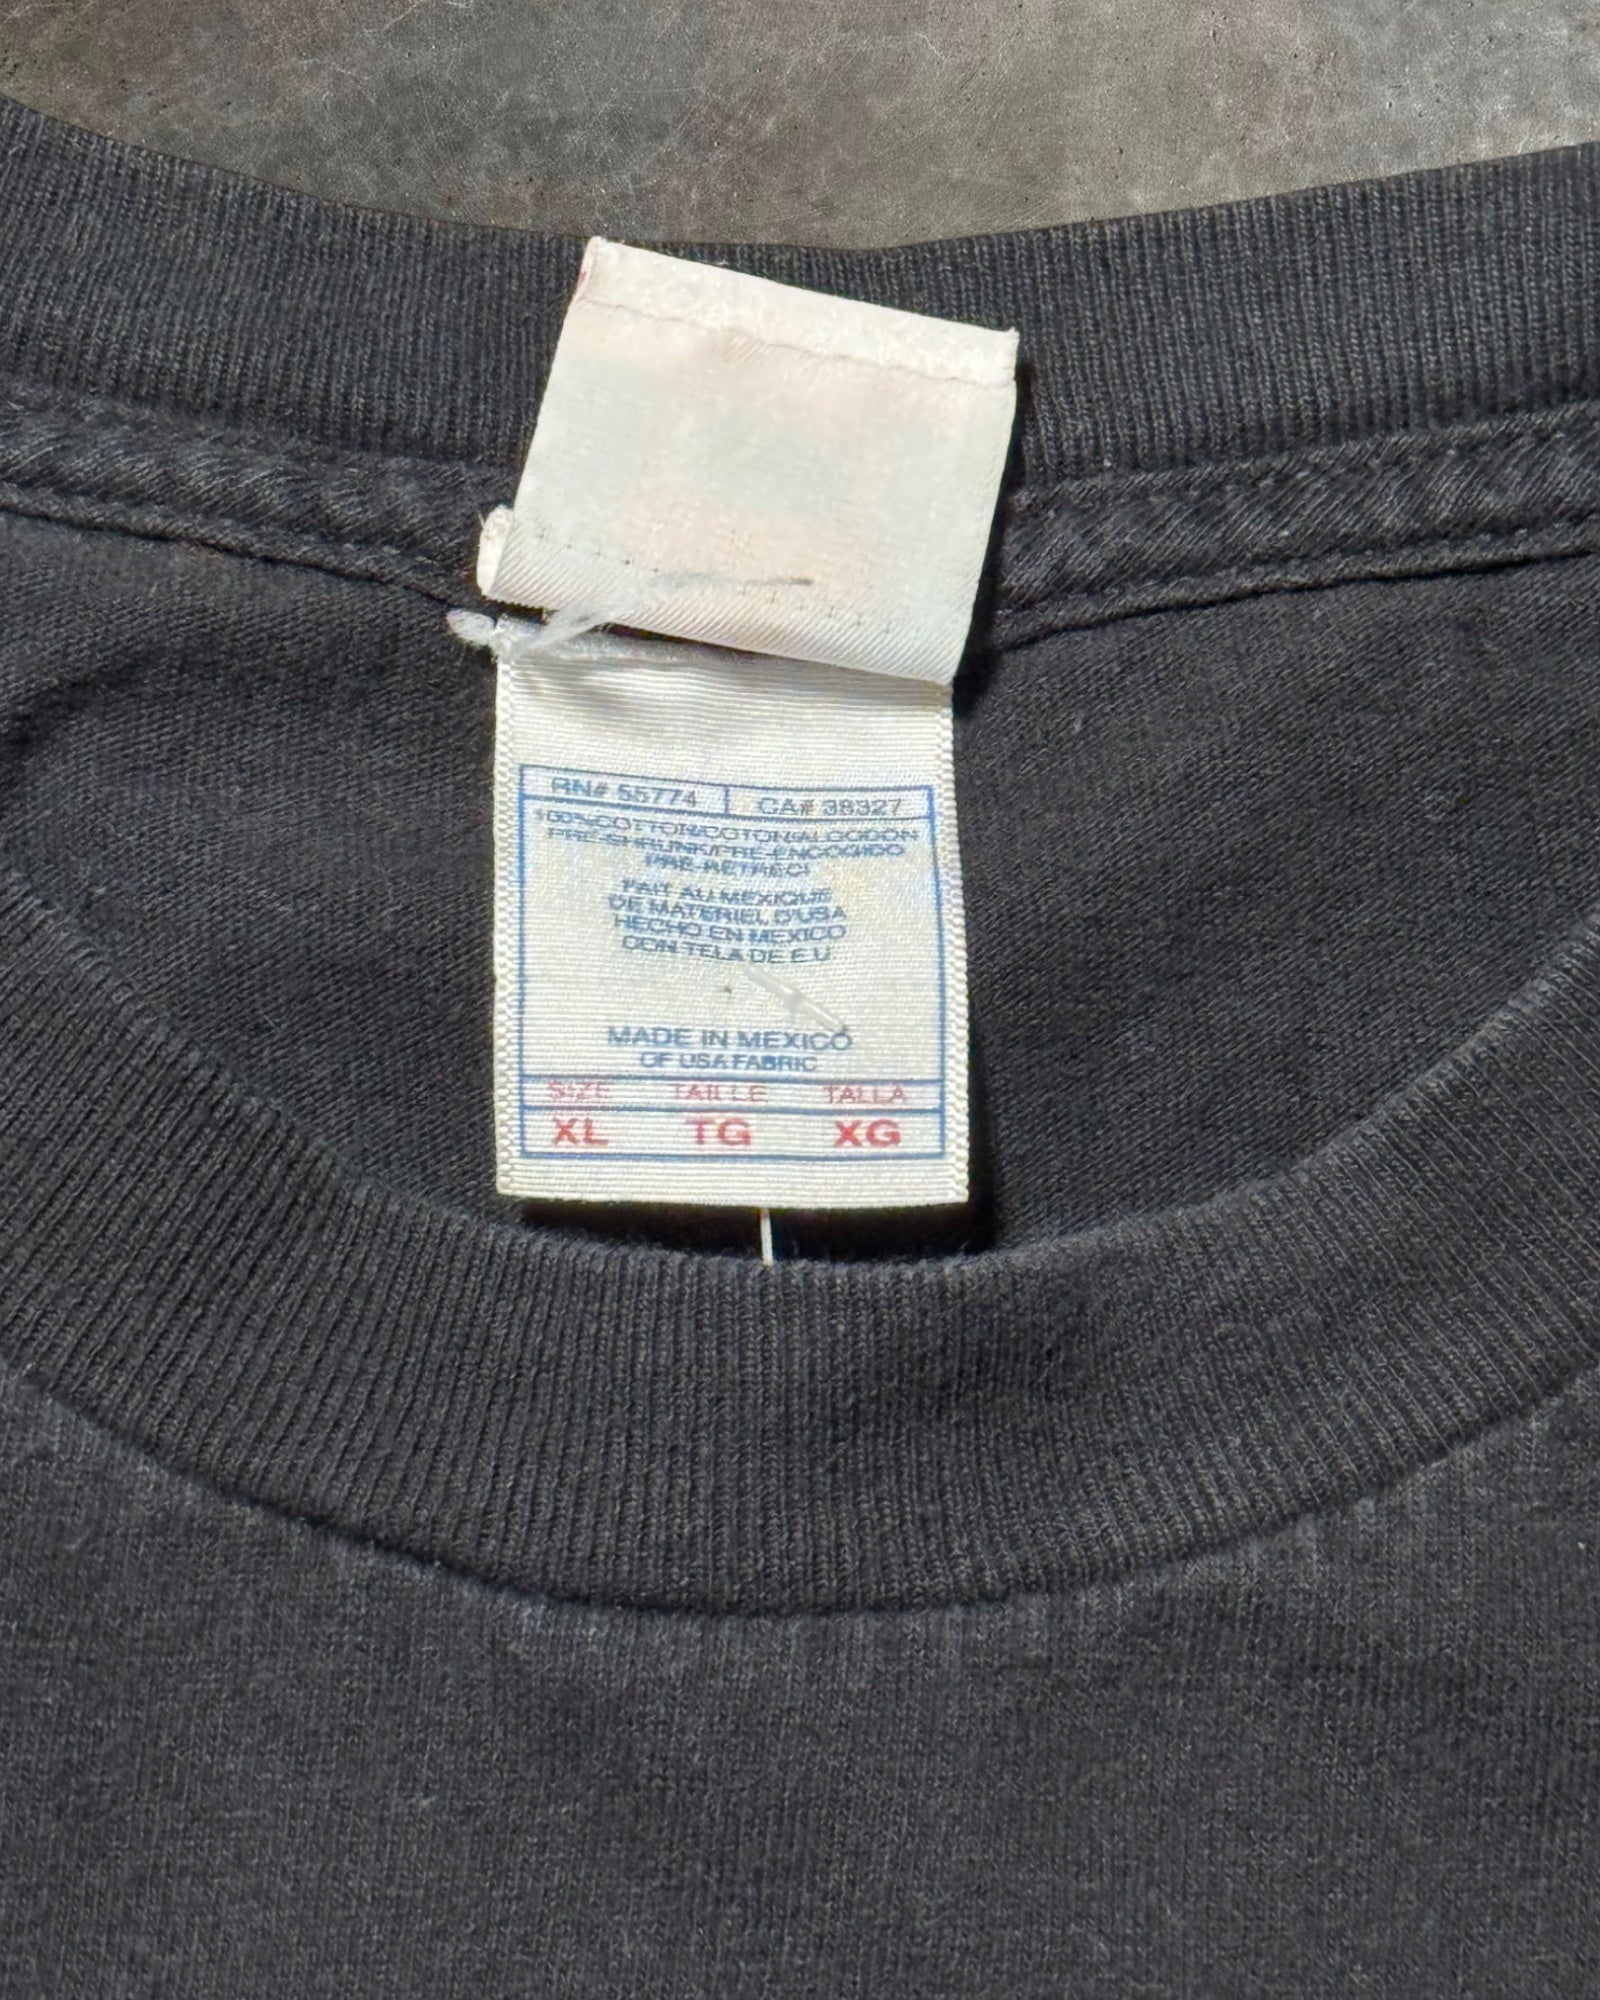 RN# 55774 CA# 38327
100% COTTON/COTON/ALGODON
PRE-SHRUNK/PRE-ENCOGIDO
PRE-RETRECI
FAIT AU MEXIQUE
DE MATERIEL D'USA
HECHO EN MEXICO
CON TELA DE E.U
MADE IN MEXICO
OF USA FABRIC
SIZE TAILLE TALLA
XL TG XG